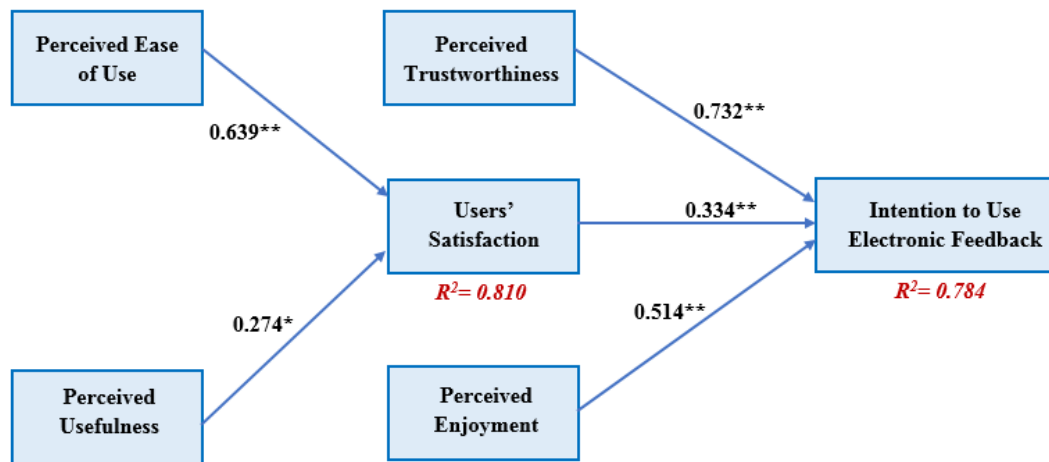 Perceived Ease
of Use
Perceived
Trustworthiness
0.639**
0.732**
Users’
Satisfaction
R²= 0.810
0.334**
Intention to Use
Electronic Feedback
R²= 0.784
0.274*
0.514**
Perceived
Usefulness
Perceived
Enjoyment